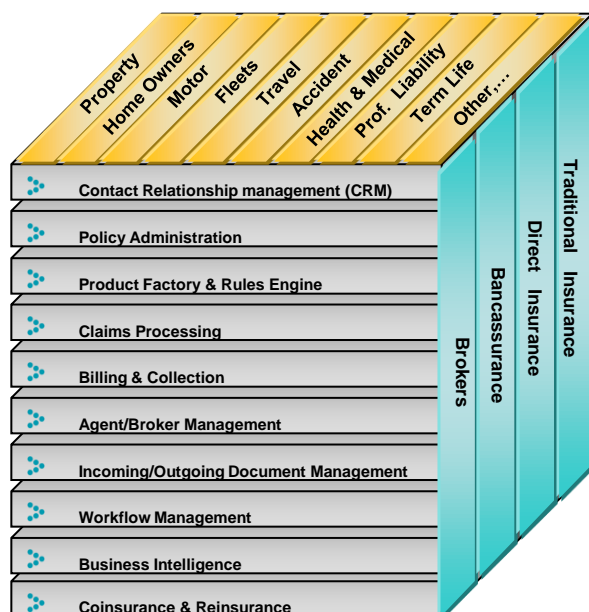 Property
Home Owners
Motor
Fleets
Travel
Accident
Health & Medical
Prof. Liability
Term Life
Other,...
Contact Relationship management (CRM)
Policy Administration
Product Factory & Rules Engine
Claims Processing
Billing & Collection
Agent/Broker Management
Incoming/Outgoing Document Management
Workflow Management
Business Intelligence
Coinsurance & Reinsurance
Brokers
Bancassurance
Direct Insurance
Traditional Insurance